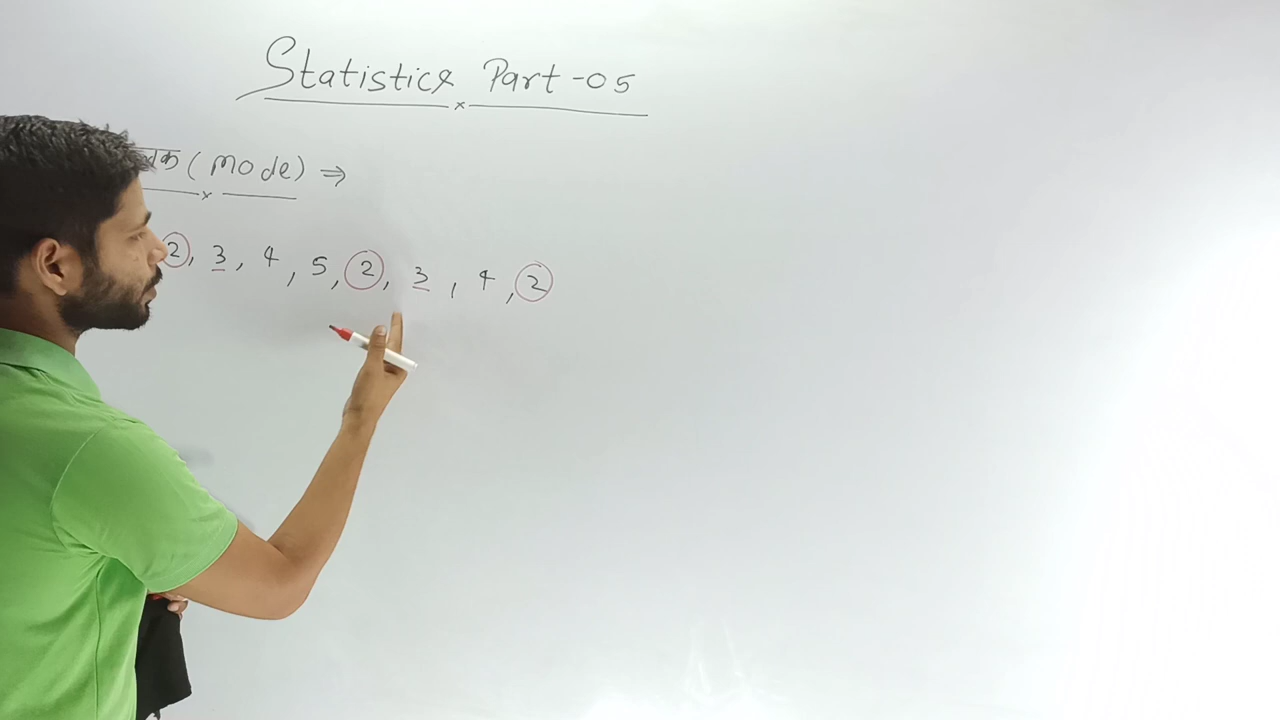 Statistics Part-05
(Mode) ⇒
2, 3, 4, 5, 2, 3, 4, 2